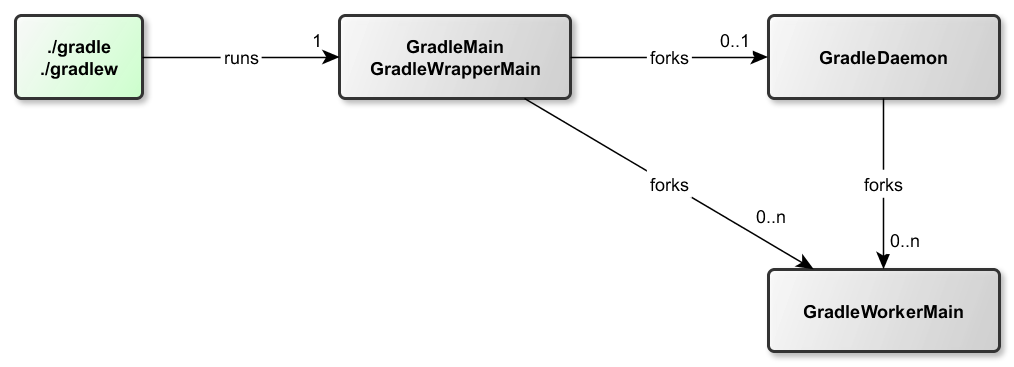 ./gradle
./gradlew
runs
1
GradleMain
GradleWrapperMain
forks
0..1
GradleDaemon
forks
0..n
forks
0..n
GradleWorkerMain